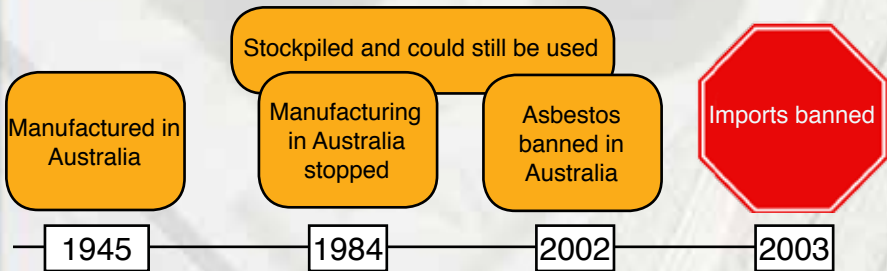 Stockpiled and could still be used
Manufactured in
Australia
Manufacturing
in Australia
stopped
Asbestos
banned in
Australia
Imports banned
1945
1984
2002
2003